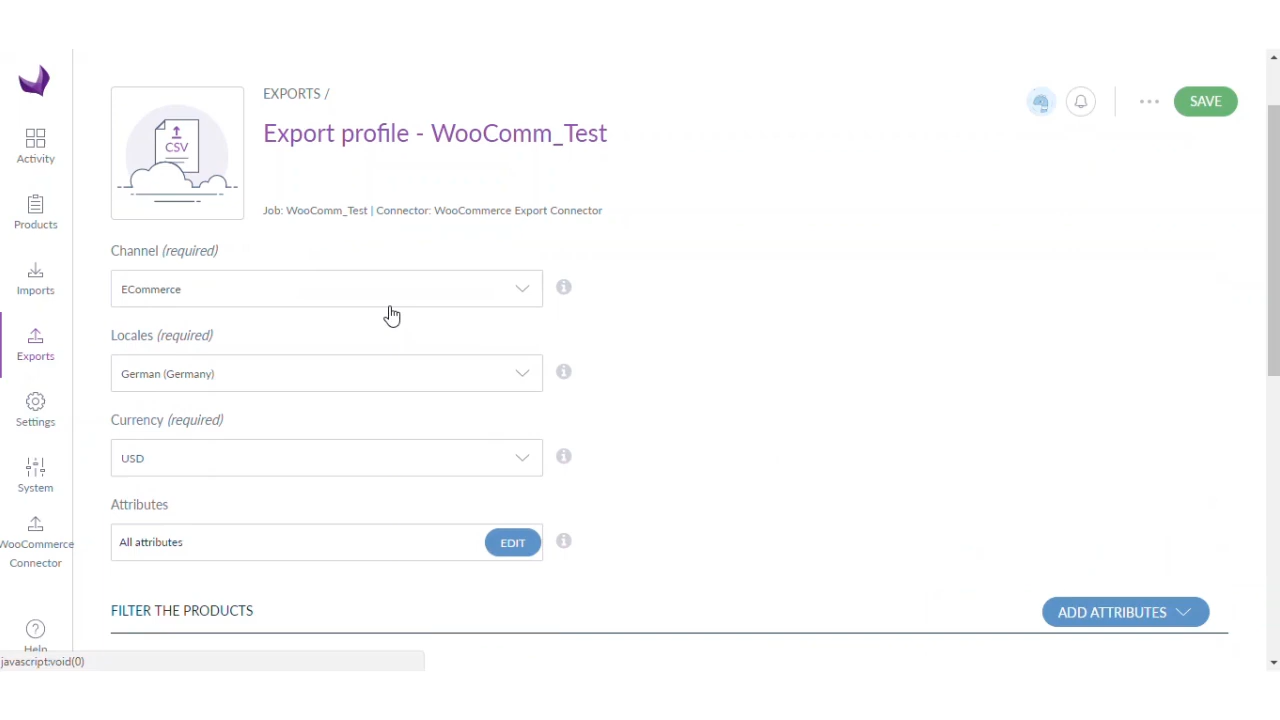 EXPORTS /
SAVE
CSV
Export profile - WooComm_Test
Activity
Job: WooComm_Test | Connector: WooCommerce Export Connector
Products
Channel (required)
Imports
ECommerce
Locales (required)
Exports
German (Germany)
Settings
Currency (required)
USD
System
Attributes
WooCommerce
Connector
All attributes
EDIT
FILTER THE PRODUCTS
ADD ATTRIBUTES
Help
javascript:void(0)